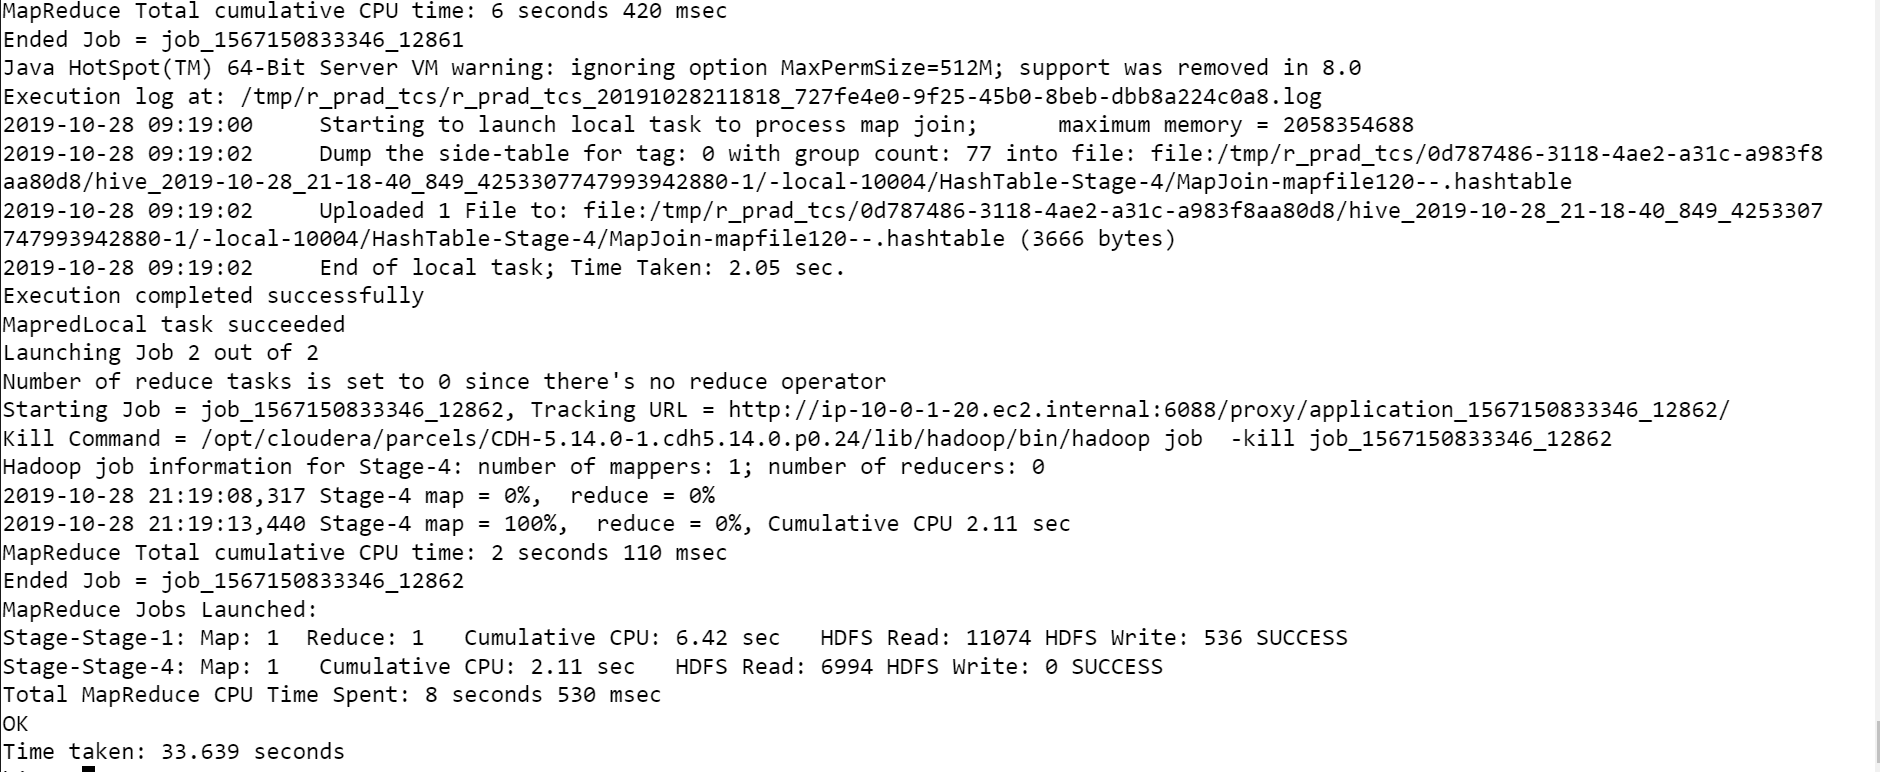 MapReduce Total cumulative CPU time: 6 seconds 420 msec
Ended Job = job_1567150833346_12861
Java HotSpot(TM) 64-Bit Server VM warning: ignoring option MaxPermSize=512M; support was removed in 8.0
Execution log at: /tmp/r_prad_tcs/r_prad_tcs_20191028211818_727fe4e0-9f25-45b0-8beb-dbb8a224c0a8.log
2019-10-28 09:19:00     Starting to launch local task to process map join;      maximum memory = 2058354688
2019-10-28 09:19:02     Dump the side-table for tag: 0 with group count: 77 into file: file:/tmp/r_prad_tcs/0d787486-3118-4ae2-a31c-a983f8
aa80d8/hive_2019-10-28_21-18-40_849_4253307747993942880-1/-local-10004/HashTable-Stage-4/MapJoin-mapfile120--.hashtable
2019-10-28 09:19:02     Uploaded 1 File to: file:/tmp/r_prad_tcs/0d787486-3118-4ae2-a31c-a983f8aa80d8/hive_2019-10-28_21-18-40_849_4253307
747993942880-1/-local-10004/HashTable-Stage-4/MapJoin-mapfile120--.hashtable (3666 bytes)
2019-10-28 09:19:02     End of local task; Time Taken: 2.05 sec.
Execution completed successfully
MapredLocal task succeeded
Launching Job 2 out of 2
Number of reduce tasks is set to 0 since there's no reduce operator
Starting Job = job_1567150833346_12862, Tracking URL = http://ip-10-0-1-20.ec2.internal:6088/proxy/application_1567150833346_12862/
Kill Command = /opt/cloudera/parcels/CDH-5.14.0-1.cdh5.14.0.p0.24/lib/hadoop/bin/hadoop job  -kill job_1567150833346_12862
Hadoop job information for Stage-4: number of mappers: 1; number of reducers: 0
2019-10-28 21:19:08,317 Stage-4 map = 0%,  reduce = 0%
2019-10-28 21:19:13,440 Stage-4 map = 100%,  reduce = 0%, Cumulative CPU 2.11 sec
MapReduce Total cumulative CPU time: 2 seconds 110 msec
Ended Job = job_1567150833346_12862
MapReduce Jobs Launched:
Stage-Stage-1: Map: 1  Reduce: 1   Cumulative CPU: 6.42 sec   HDFS Read: 11074 HDFS Write: 536 SUCCESS
Stage-Stage-4: Map: 1   Cumulative CPU: 2.11 sec   HDFS Read: 6994 HDFS Write: 0 SUCCESS
Total MapReduce CPU Time Spent: 8 seconds 530 msec
OK
Time taken: 33.639 seconds